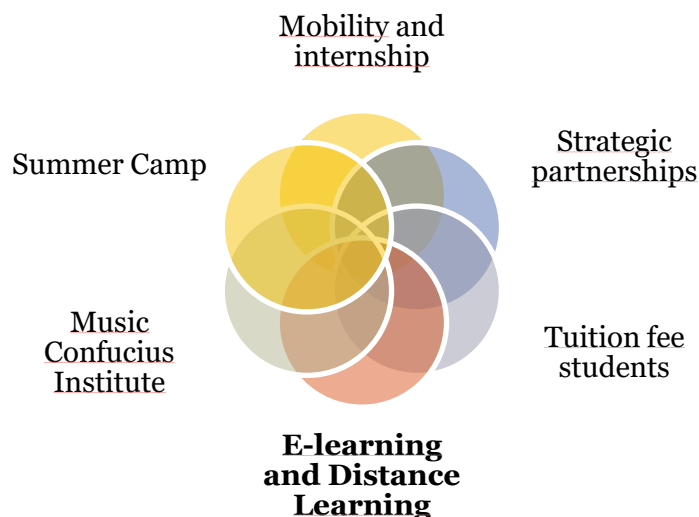 Mobility and
internship
Summer Camp
Strategic
partnerships
Music
Confucius
Institute
Tuition fee
students
E-learning
and Distance
Learning